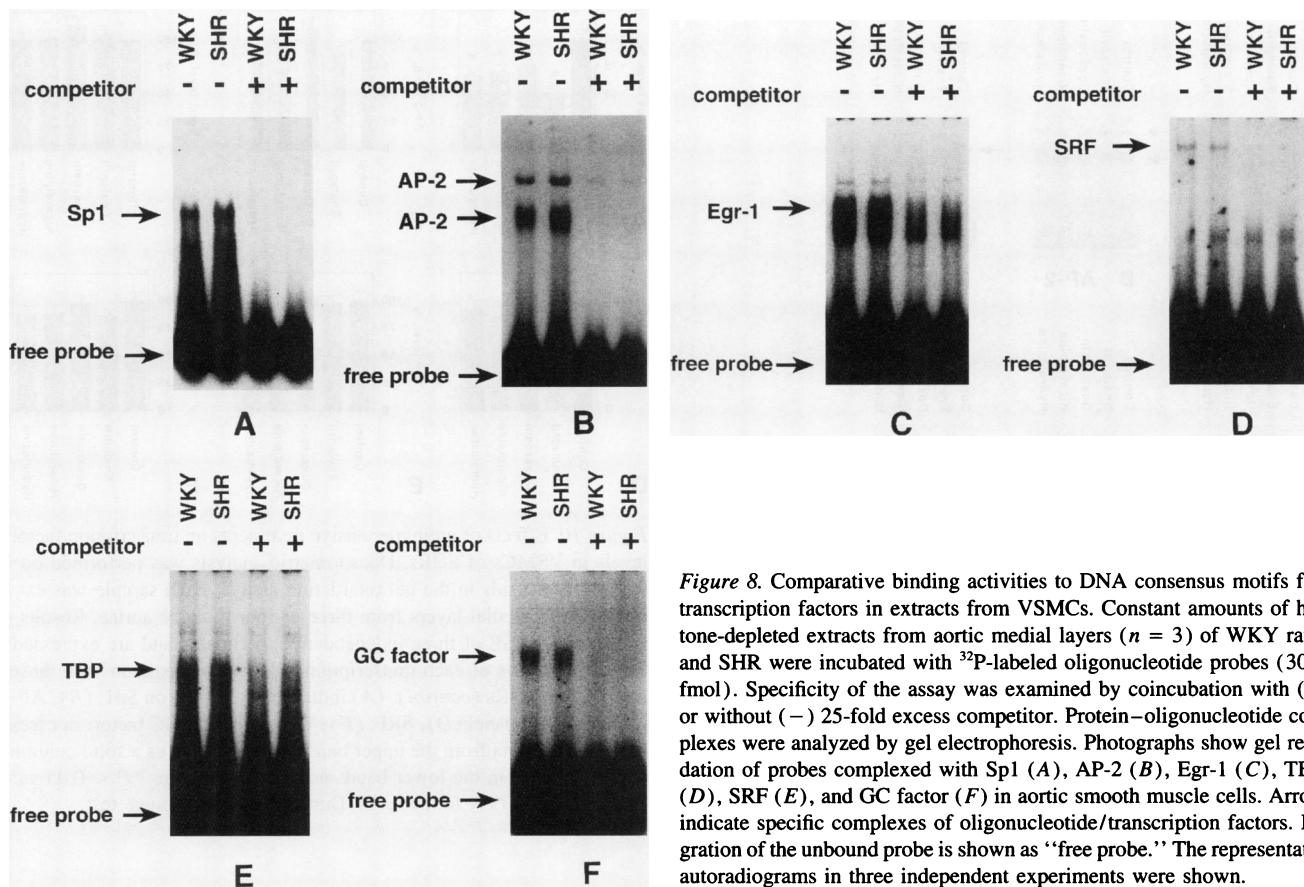 WKY SHR WKY SHR
competitor - - + +
Sp1
free probe
A
WKY SHR WKY SHR
competitor - - + +
AP-2
AP-2
free probe
B
WKY SHR WKY SHR
competitor - - + +
Egr-1
free probe
C
WKY SHR WKY SHR
competitor - - + +
SRF
free probe
D
WKY SHR WKY SHR
competitor - - + +
TBP
free probe
E
WKY SHR WKY SHR
competitor - - + +
GC factor
free probe
F
Figure 8. Comparative binding activities to DNA consensus motifs f
transcription factors in extracts from VSMCs. Constant amounts of h
tone-depleted extracts from aortic medial layers (n = 3) of WKY ra
and SHR were incubated with ³²P-labeled oligonucleotide probes (30
fmol). Specificity of the assay was examined by coincubation with (
or without (−) 25-fold excess competitor. Protein–oligonucleotide co
plexes were analyzed by gel electrophoresis. Photographs show gel re
dation of probes complexed with Sp1 (A), AP-2 (B), Egr-1 (C),
(D), SRF (E), and GC factor (F) in aortic smooth muscle cells. Arro
indicate specific complexes of oligonucleotide/transcription factors.
gration of the unbound probe is shown as “free probe.” The representa
autoradiograms in three independent experiments were shown.